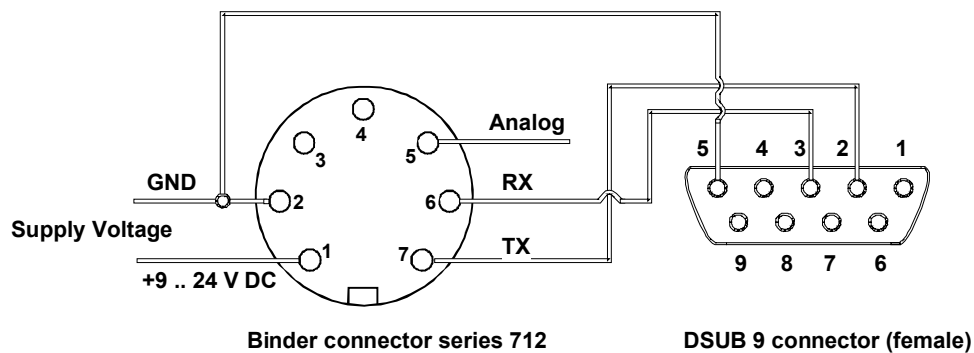 4
Analog
3
5
5 4 3 2 1
GND
RX
2
6
Supply Voltage
1
7
TX
9 8 7 6
+9 .. 24 V DC
Binder connector series 712
DSUB 9 connector (female)